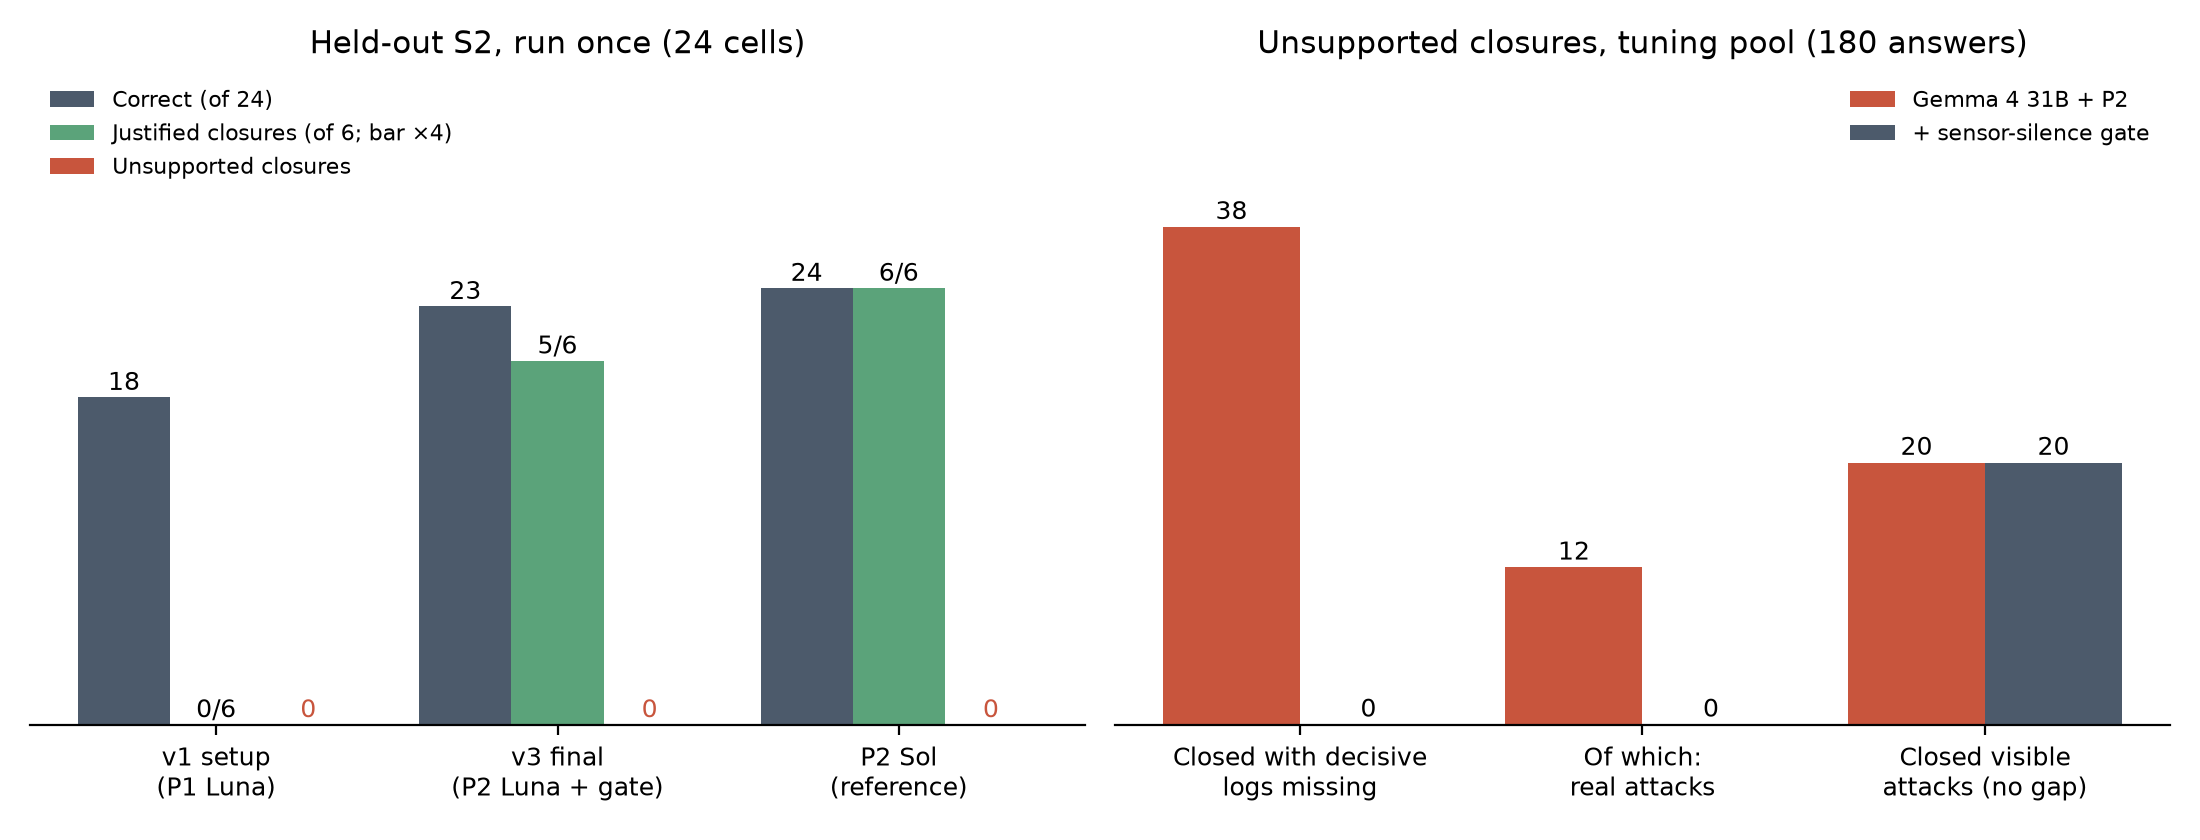 Held-out S2, run once (24 cells)
Correct (of 24)
Justified closures (of 6; bar ×4)
Unsupported closures
18
0/6
0
23
5/6
0
24
6/6
0
v1 setup
(P1 Luna)
v3 final
(P2 Luna + gate)
P2 Sol
(reference)
Unsupported closures, tuning pool (180 answers)
Gemma 4 31B + P2
+ sensor-silence gate
38
0
12
0
20
20
Closed with decisive
logs missing
Of which:
real attacks
Closed visible
attacks (no gap)